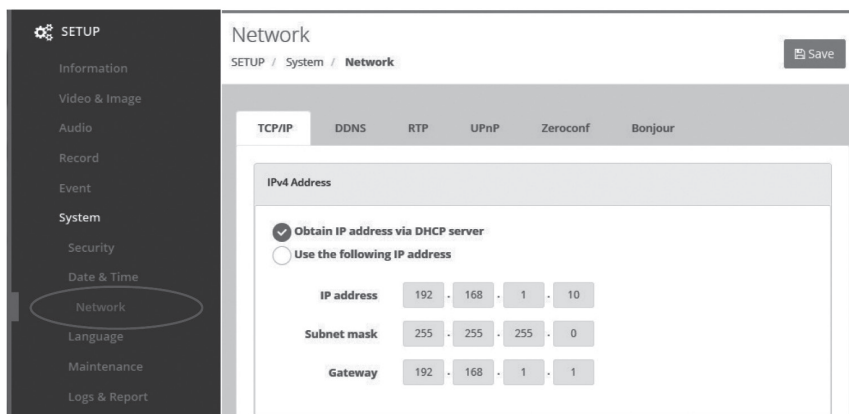 SETUP
Information
Video & Image
Audio
Record
Event
System
Security
Date & Time
Network
Language
Maintenance
Logs & Report
Network
SETUP / System / Network
Save
TCP/IP DDNS RTP UPnP Zeroconf Bonjour
IPv4 Address
Obtain IP address via DHCP server
Use the following IP address
IP address 192 . 168 . 1 . 10
Subnet mask 255 . 255 . 255 . 0
Gateway 192 . 168 . 1 . 1